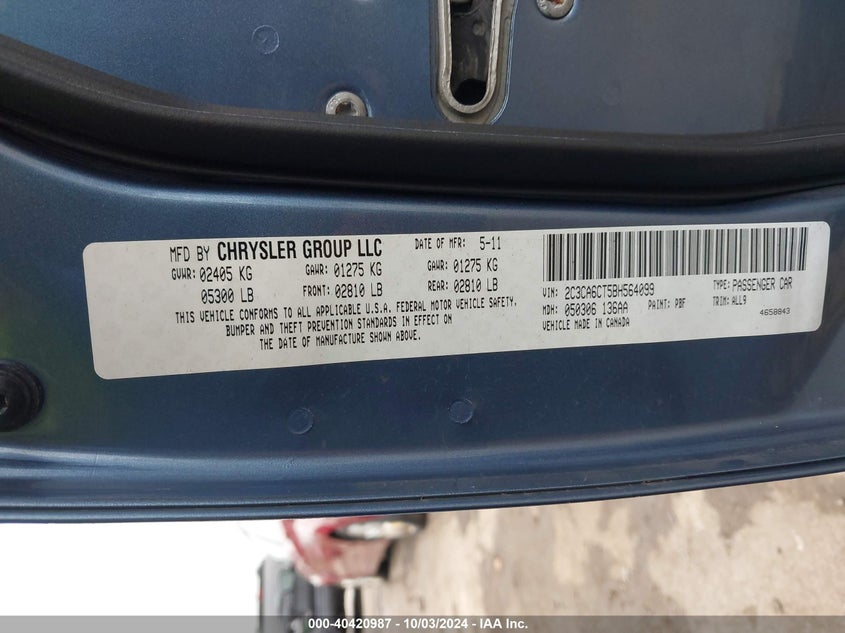 MFD BY CHRYSLER GROUP LLC DATE OF MFR: 5-11
GVWR: 02405 KG GAWR: 01275 KG GAWR: 01275 KG
05300 LB FRONT: 02810 LB REAR: 02810 LB
THIS VEHICLE CONFORMS TO ALL APPLICABLE U.S.A. FEDERAL MOTOR VEHICLE SAFETY,
BUMPER AND THEFT PREVENTION STANDARDS IN EFFECT ON
THE DATE OF MANUFACTURE SHOWN ABOVE.
VIN: 2C3CA6CT5BH564099 TYPE: PASSENGER CAR
MDH: 050306 136AA PAINT: PBF TRIM: ALL9
VEHICLE MADE IN CANADA 4658843
000-40420987 - 10/03/2024 - IAA Inc.